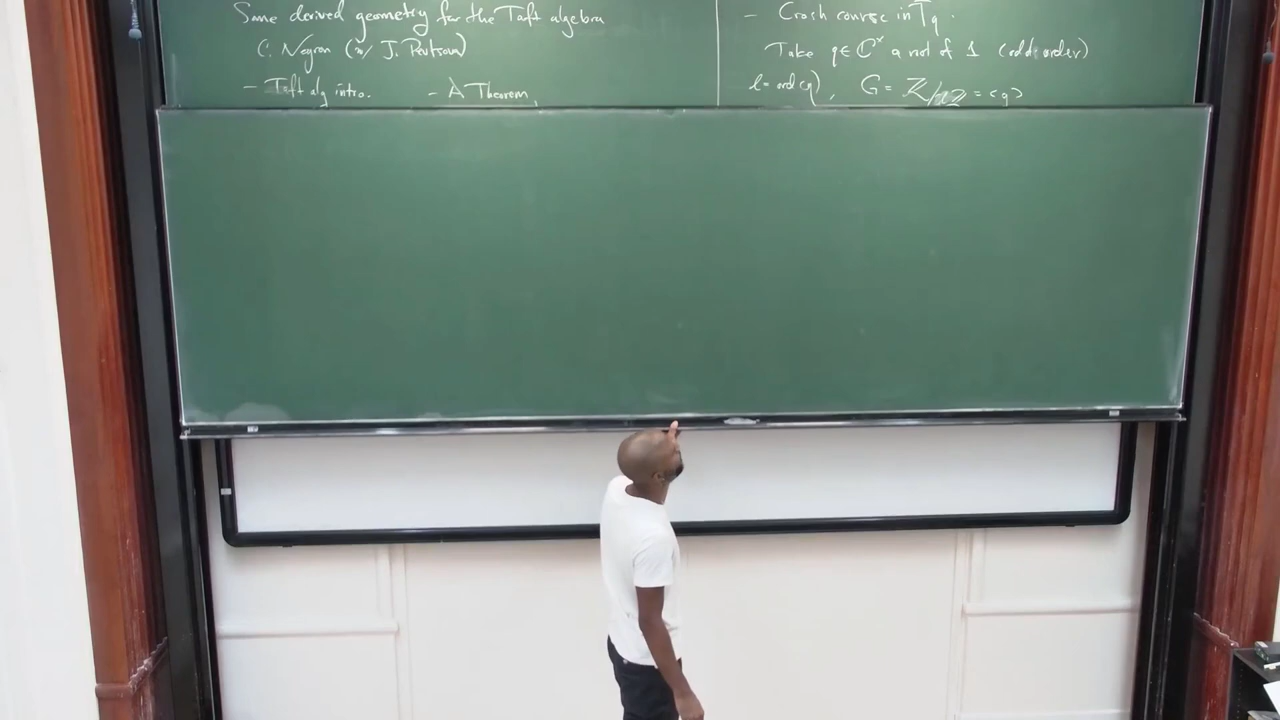 Some derived geometry for the Taft algebra
C. Negron (w/ J. Pevtsova)
- Taft alg intro. - A Theorem,
- Crash course in Tq.
Take q ∈ ℂ^x a root of 1 (odd order)
l = ord(q), G = ℤ/lℤ = <q>